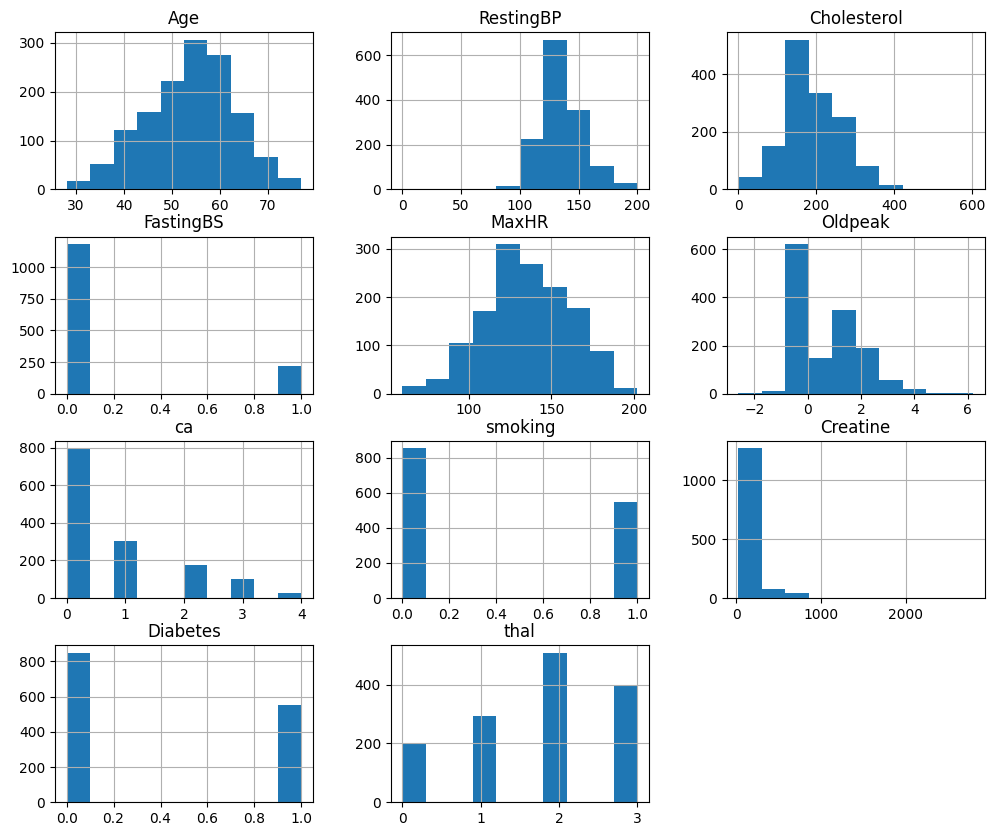 Age
300
200
100
0
30 40 50 60 70
RestingBP
600
400
200
0
0 50 100 150 200
Cholesterol
400
200
0
0 200 400 600
FastingBS
1000
750
500
250
0
0.0 0.2 0.4 0.6 0.8 1.0
MaxHR
300
200
100
0
100 150 200
Oldpeak
600
400
200
0
−2 0 2 4 6
ca
800
600
400
200
0
0 1 2 3 4
smoking
800
600
400
200
0
0.0 0.2 0.4 0.6 0.8 1.0
Creatine
1000
500
0
0 1000 2000
Diabetes
800
600
400
200
0
0.0 0.2 0.4 0.6 0.8 1.0
thal
400
200
0
0 1 2 3